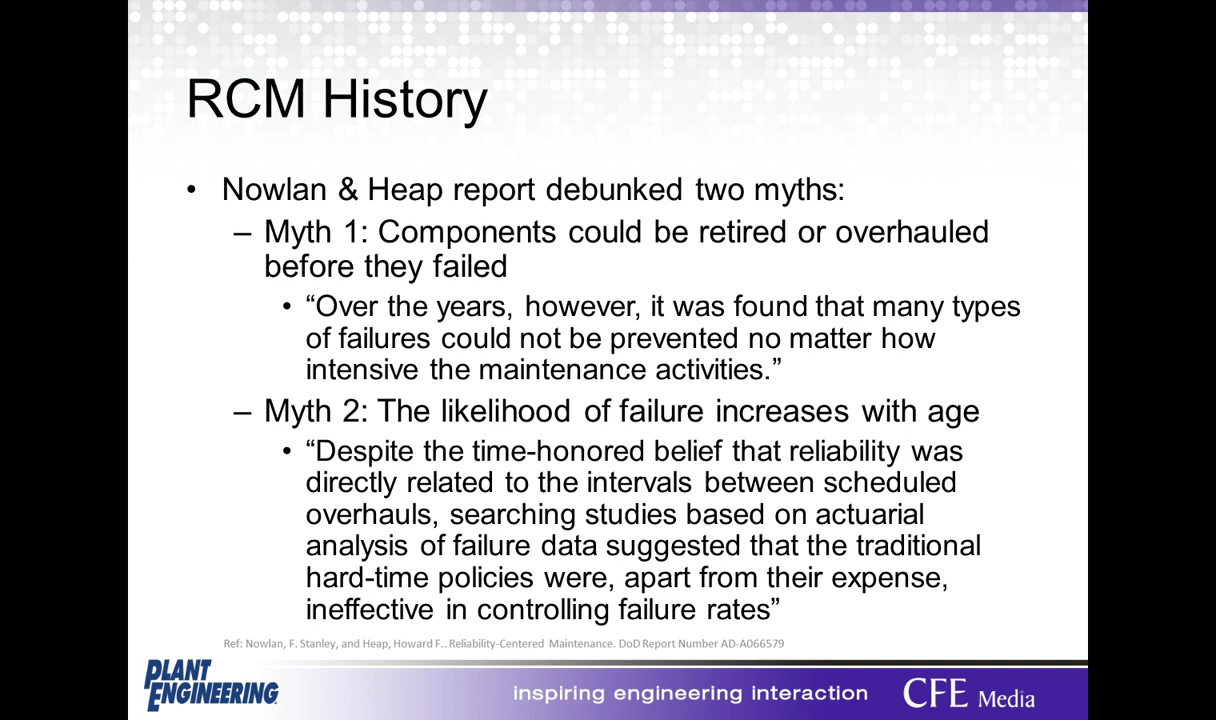 RCM History
• Nowlan & Heap report debunked two myths:
– Myth 1: Components could be retired or overhauled
before they failed
• “Over the years, however, it was found that many types
of failures could not be prevented no matter how
intensive the maintenance activities.”
– Myth 2: The likelihood of failure increases with age
• “Despite the time-honored belief that reliability was
directly related to the intervals between scheduled
overhauls, searching studies based on actuarial
analysis of failure data suggested that the traditional
hard-time policies were, apart from their expense,
ineffective in controlling failure rates”
Ref: Nowlan, F. Stanley, and Heap, Howard F.. Reliability-Centered Maintenance. DoD Report Number AD-A066579
PLANT
ENGINEERING
inspiring engineering interaction
CFE Media